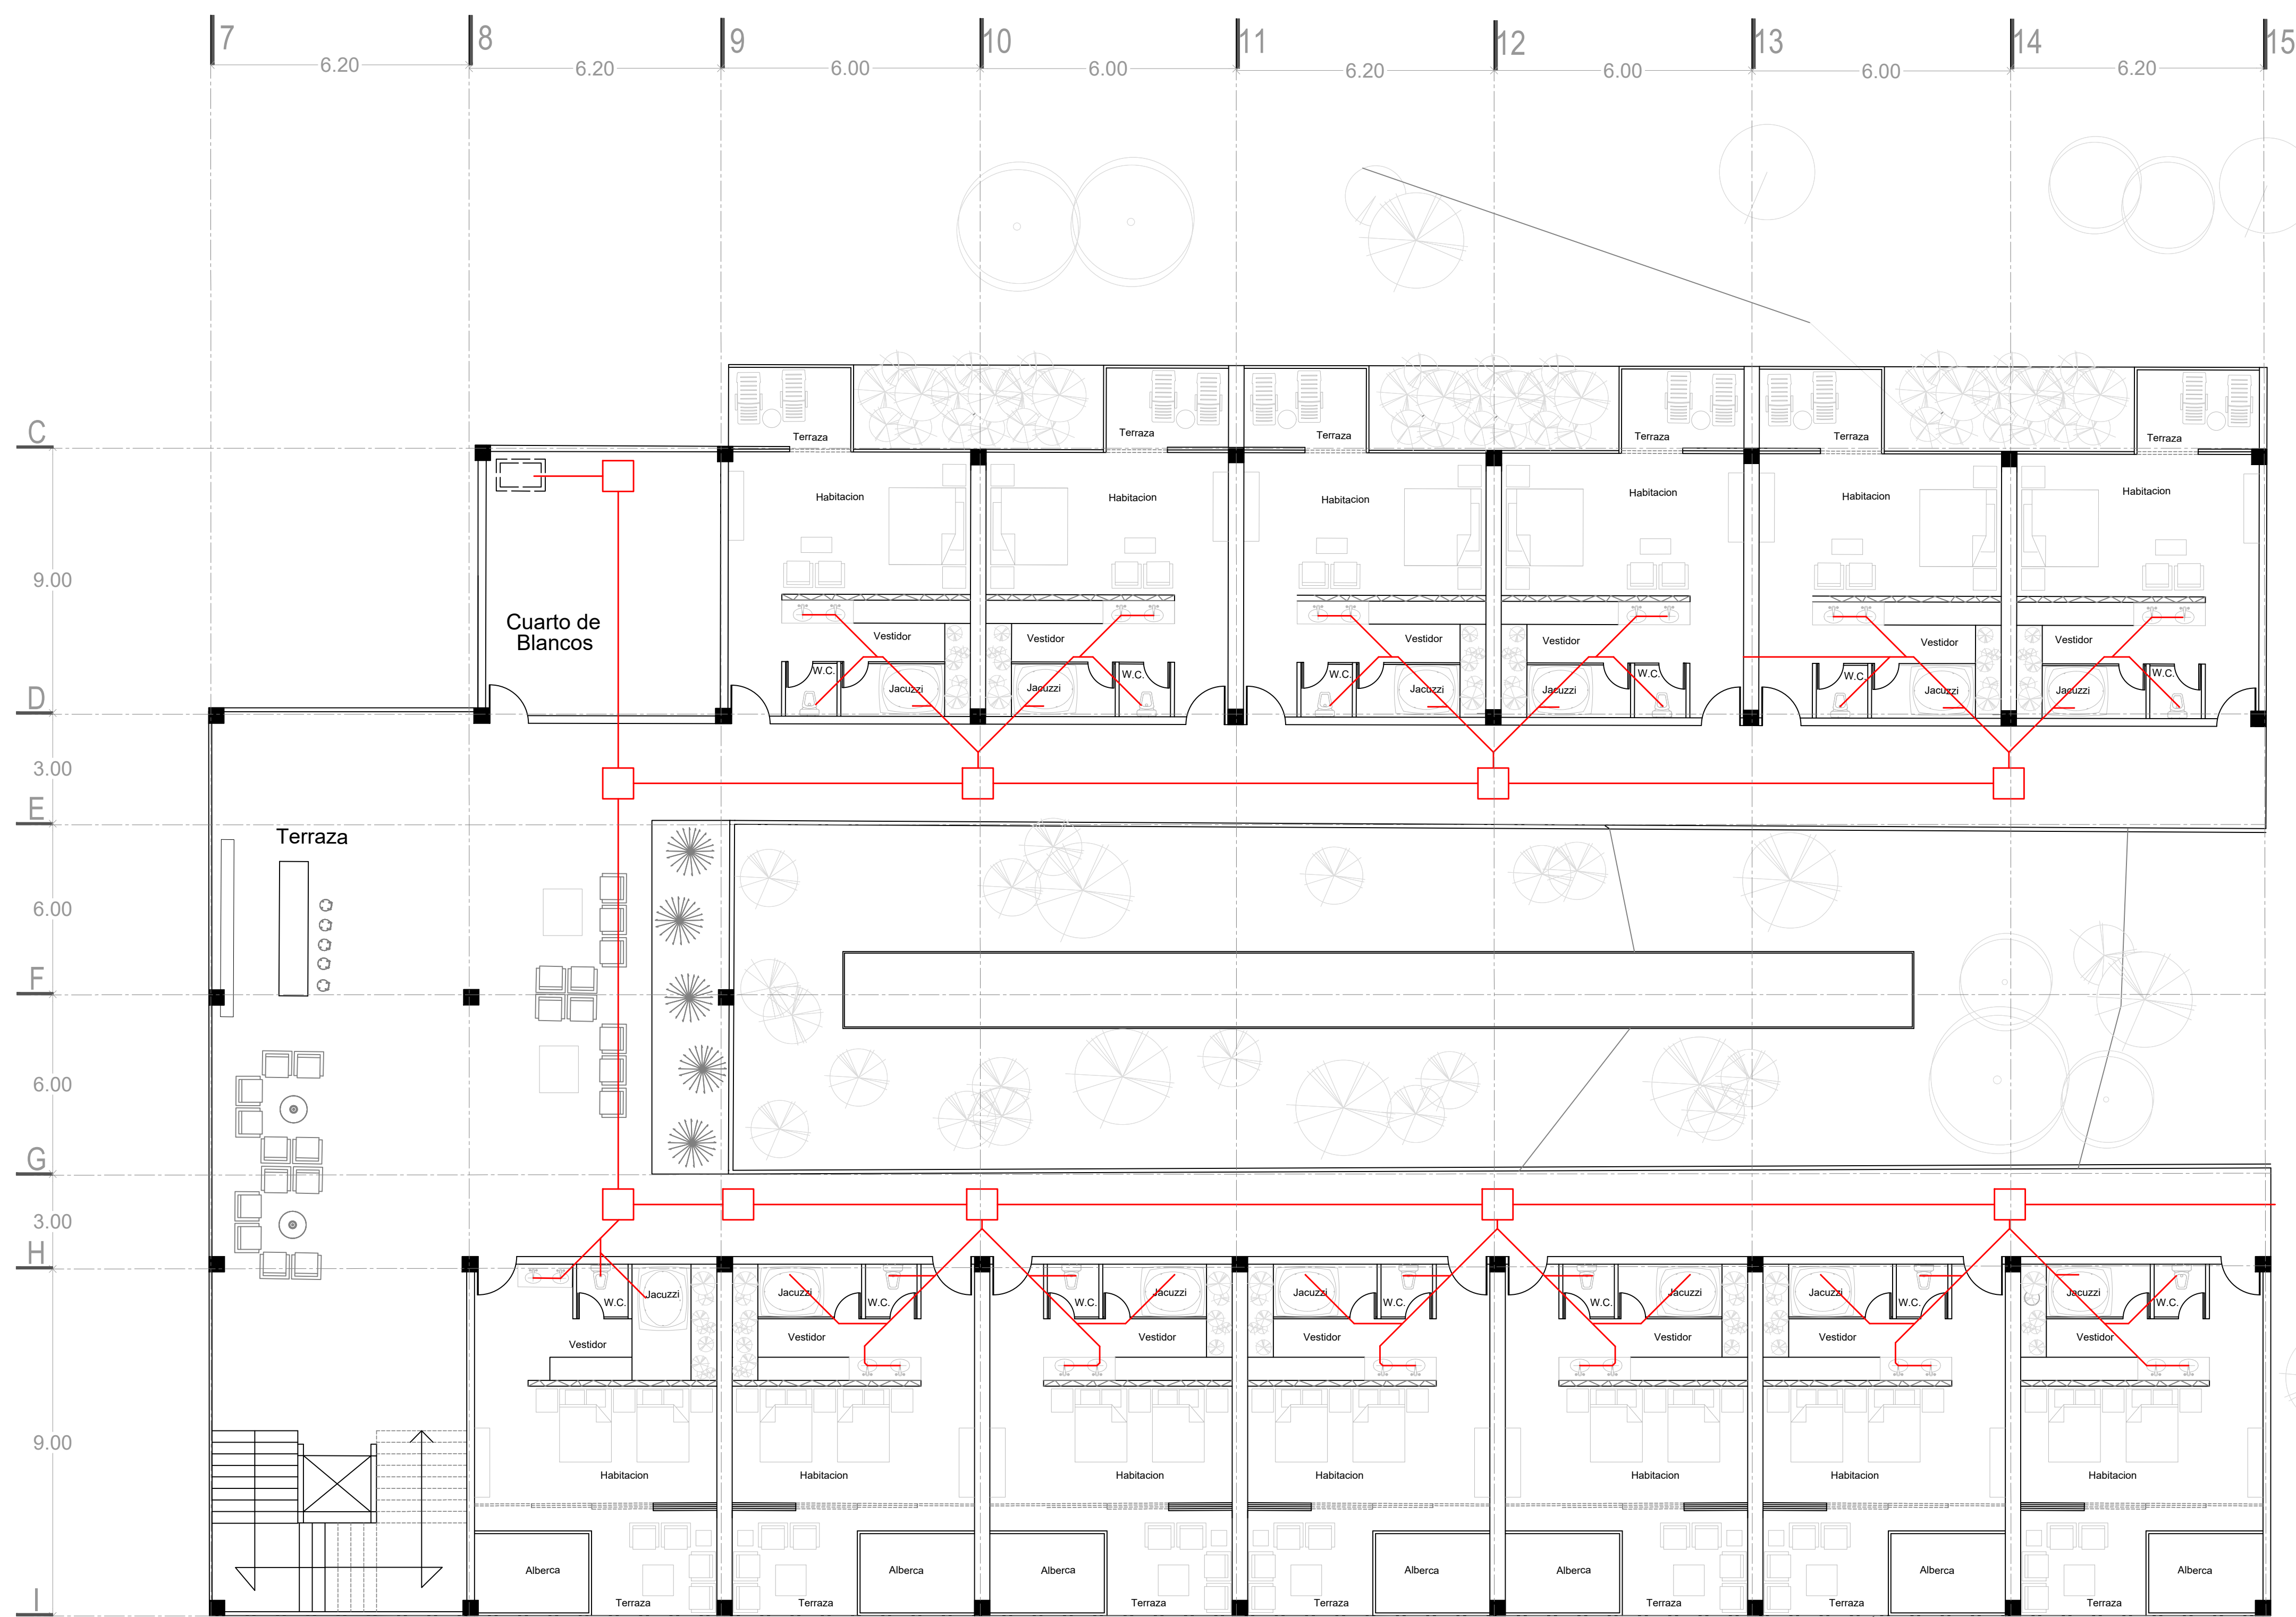 7
8
9
10
11
12
13
14
15
6.20
6.20
6.00
6.00
6.20
6.00
6.00
6.20
C
Terraza
Terraza
Terraza
Terraza
Terraza
Terraza
Habitacion
Habitacion
Habitacion
Habitacion
Habitacion
Habitacion
9.00
Cuarto de
Blancos
Vestidor
Vestidor
Vestidor
Vestidor
Vestidor
Vestidor
W.C.
W.C.
W.C.
W.C.
W.C.
W.C.
Jacuzzi
Jacuzzi
Jacuzzi
Jacuzzi
Jacuzzi
Jacuzzi
D
3.00
E
Terraza
6.00
F
6.00
G
3.00
H
Jacuzzi
Jacuzzi
Jacuzzi
Jacuzzi
Jacuzzi
Jacuzzi
Jacuzzi
W.C.
W.C.
W.C.
W.C.
W.C.
W.C.
W.C.
Vestidor
Vestidor
Vestidor
Vestidor
Vestidor
Vestidor
Vestidor
9.00
Habitacion
Habitacion
Habitacion
Habitacion
Habitacion
Habitacion
Habitacion
Alberca
Alberca
Alberca
Alberca
Alberca
Alberca
Alberca
Terraza
Terraza
Terraza
Terraza
Terraza
Terraza
Terraza
I